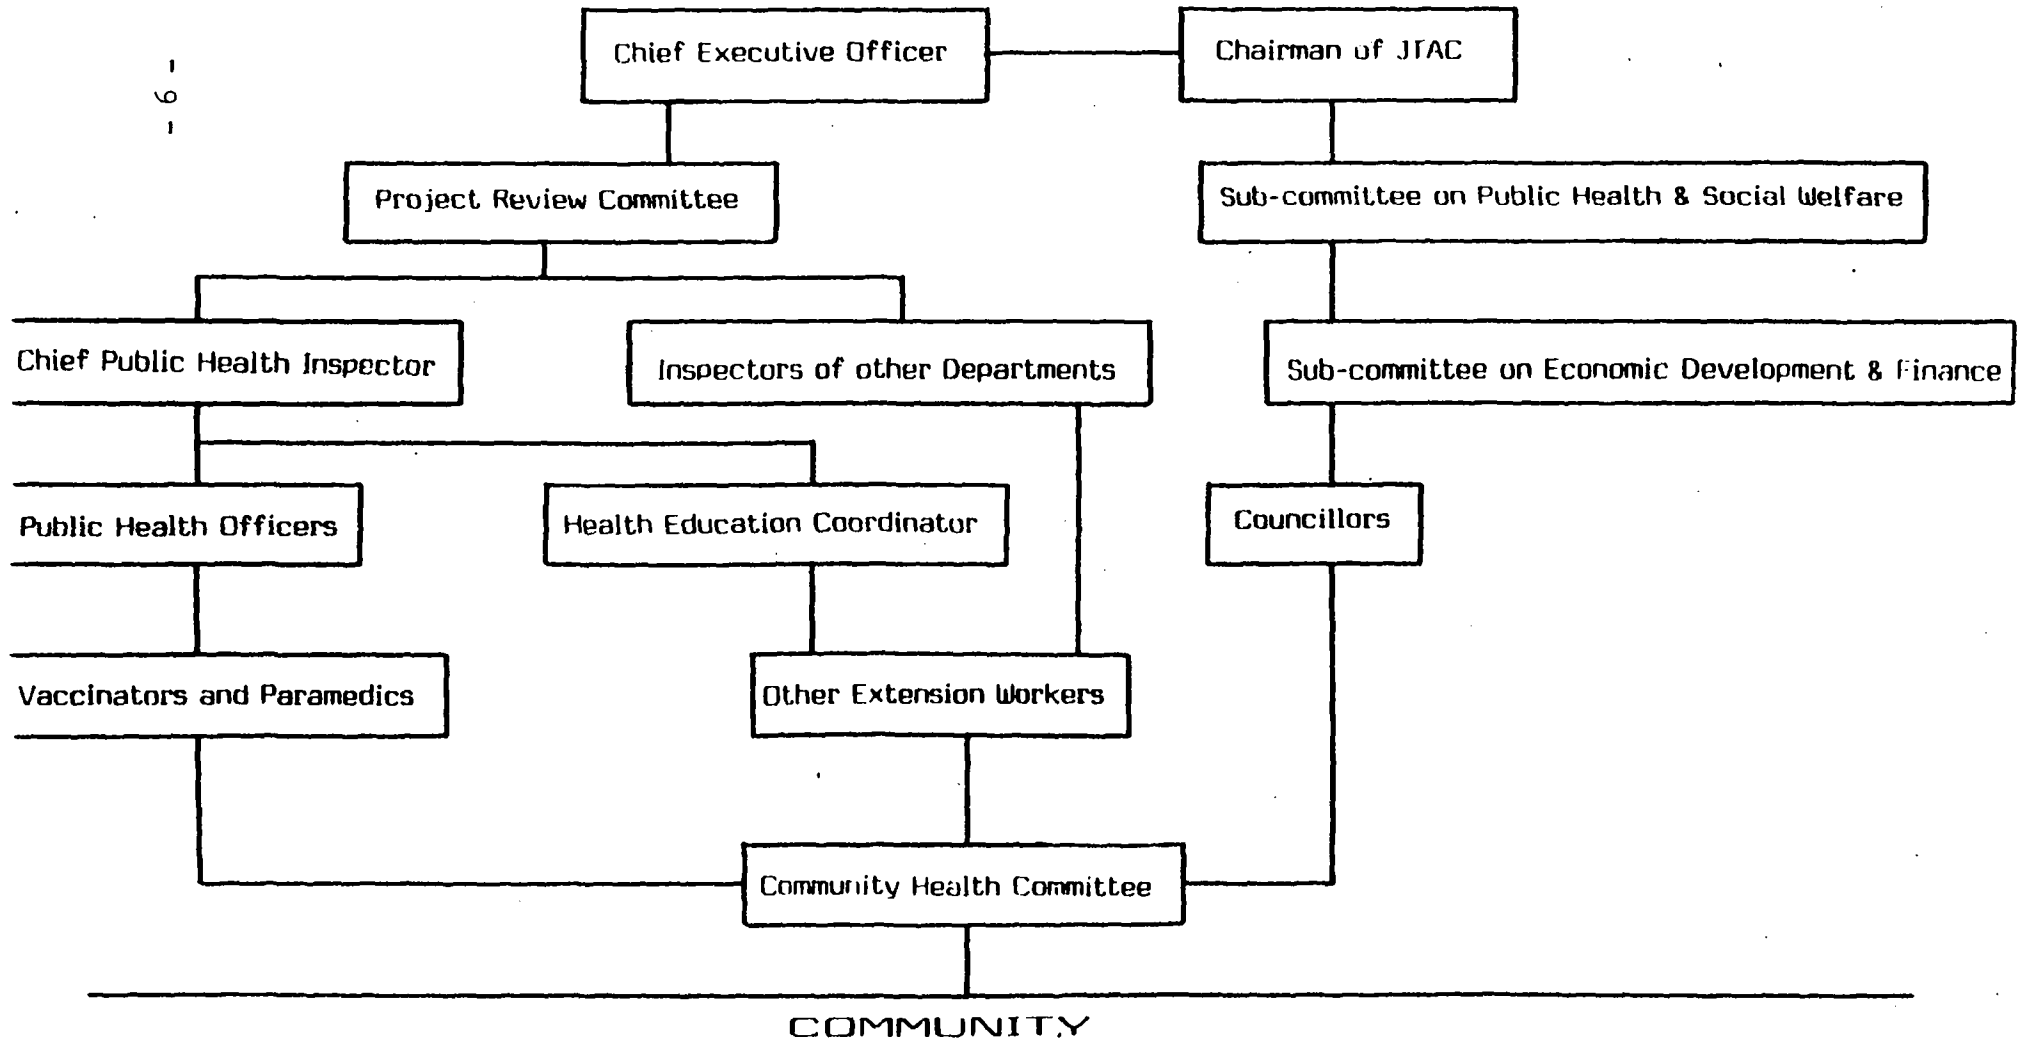 - 6 -
Chief Executive Officer
Chairman of JTAC
Project Review Committee
Sub-committee on Public Health & Social Welfare
Chief Public Health Inspector
Inspectors of other Departments
Sub-committee on Economic Development & Finance
Public Health Officers
Health Education Coordinator
Councillors
Vaccinators and Paramedics
Other Extension Workers
Community Health Committee
COMMUNITY